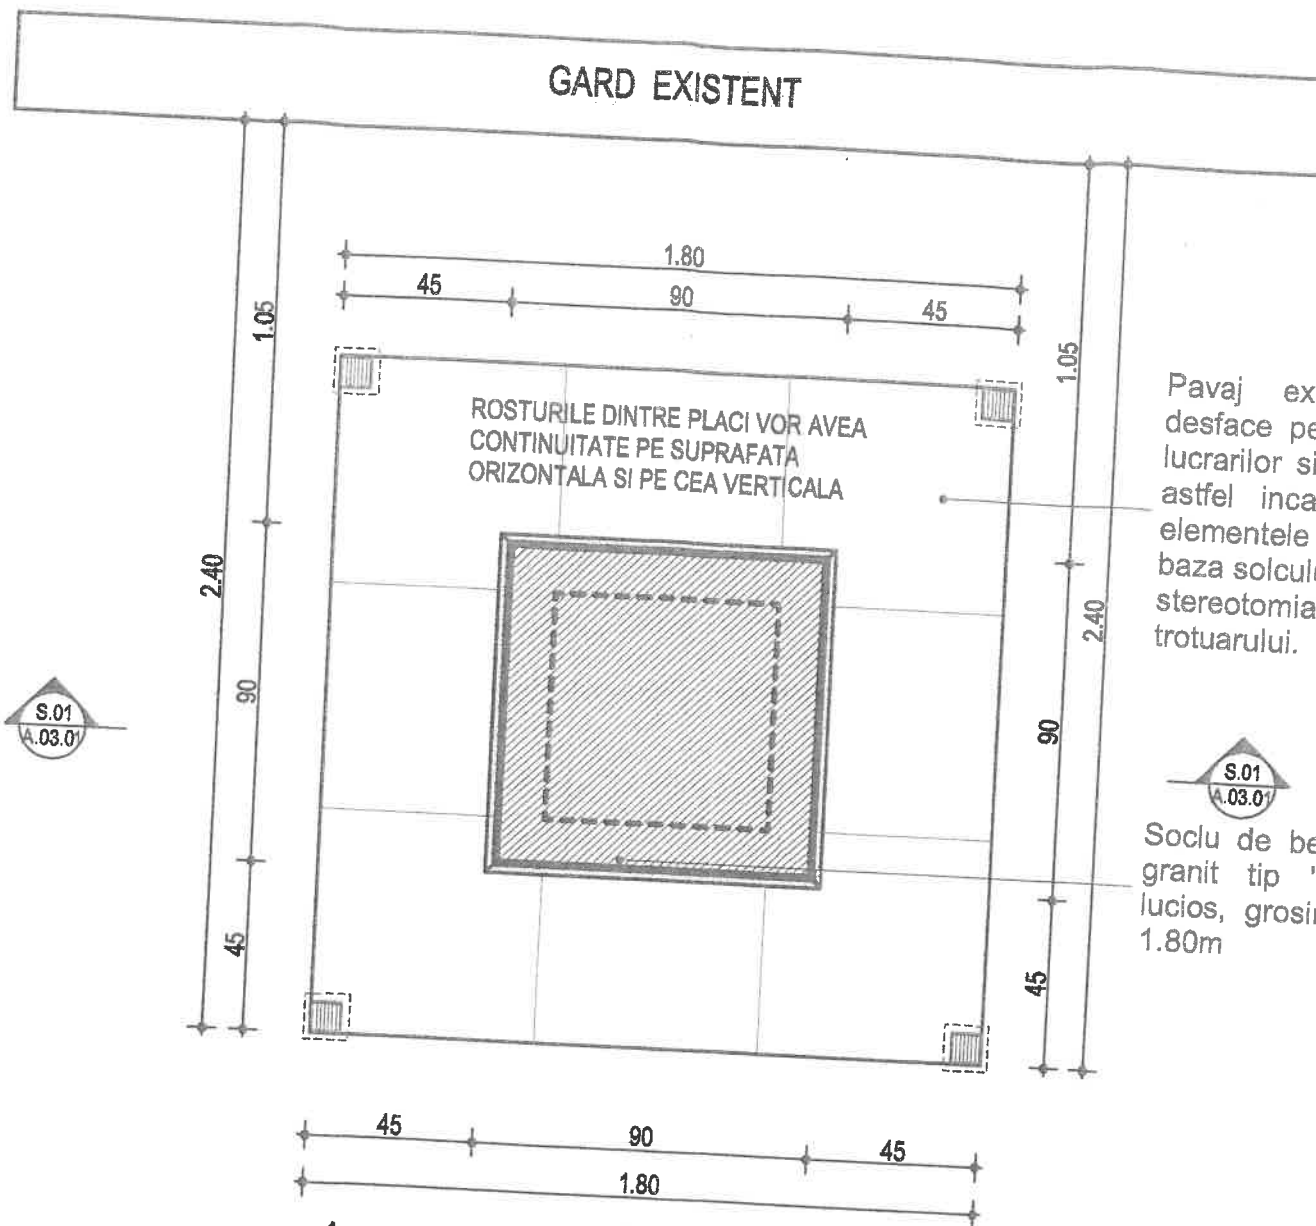 GARD EXISTENT
1.80
45
90
45
1.05
1.05
ROSTURILE DINTRE PLACI VOR AVEA
CONTINUITATE PE SUPRAFATA
ORIZONTALA SI PE CEA VERTICALA
Pavaj ex
desface pe
lucrarilor si
astfel inca
elementele
baza solcul
stereotomia
trotuarului.
2.40
90
2.40
90
S.01
A.03.01
S.01
A.03.01
Soclu de be
granit tip "
lucios, grosi
1.80m
45
45
45
90
45
1.80